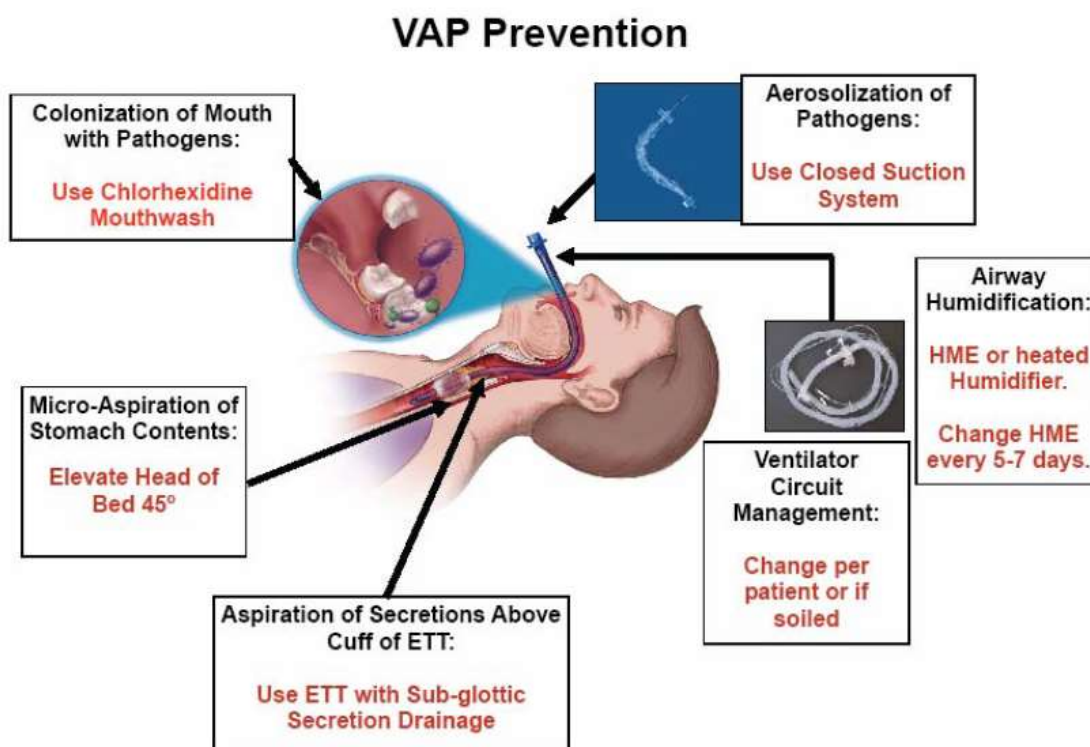 VAP Prevention
Colonization of Mouth
with Pathogens:
Use Chlorhexidine
Mouthwash
Aerosolization of
Pathogens:
Use Closed Suction
System
Airway
Humidification:
HME or heated
Humidifier.
Change HME
every 5-7 days.
Micro-Aspiration of
Stomach Contents:
Elevate Head of
Bed 45º
Ventilator
Circuit
Management:
Change per
patient or if
soiled
Aspiration of Secretions Above
Cuff of ETT:
Use ETT with Sub-glottic
Secretion Drainage